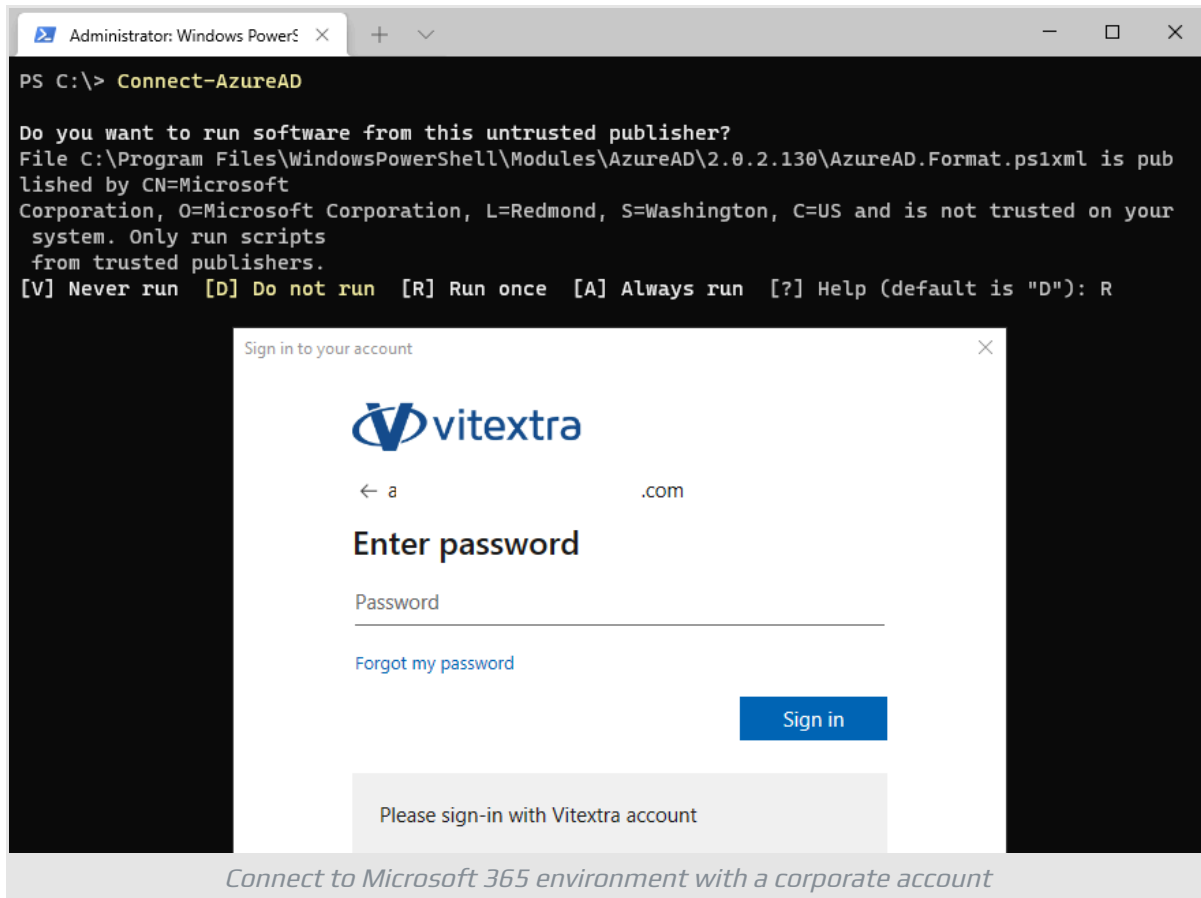 Administrator: Windows PowerS
PS C:\> Connect-AzureAD
Do you want to run software from this untrusted publisher?
File C:\Program Files\WindowsPowerShell\Modules\AzureAD\2.0.2.130\AzureAD.Format.ps1xml is pub
lished by CN=Microsoft
Corporation, O=Microsoft Corporation, L=Redmond, S=Washington, C=US and is not trusted on your
system. Only run scripts
from trusted publishers.
[V] Never run  [D] Do not run  [R] Run once  [A] Always run  [?] Help (default is "D"): R
Sign in to your account
vitextra
← a .com
Enter password
Password
Forgot my password
Sign in
Please sign-in with Vitextra account
Connect to Microsoft 365 environment with a corporate account